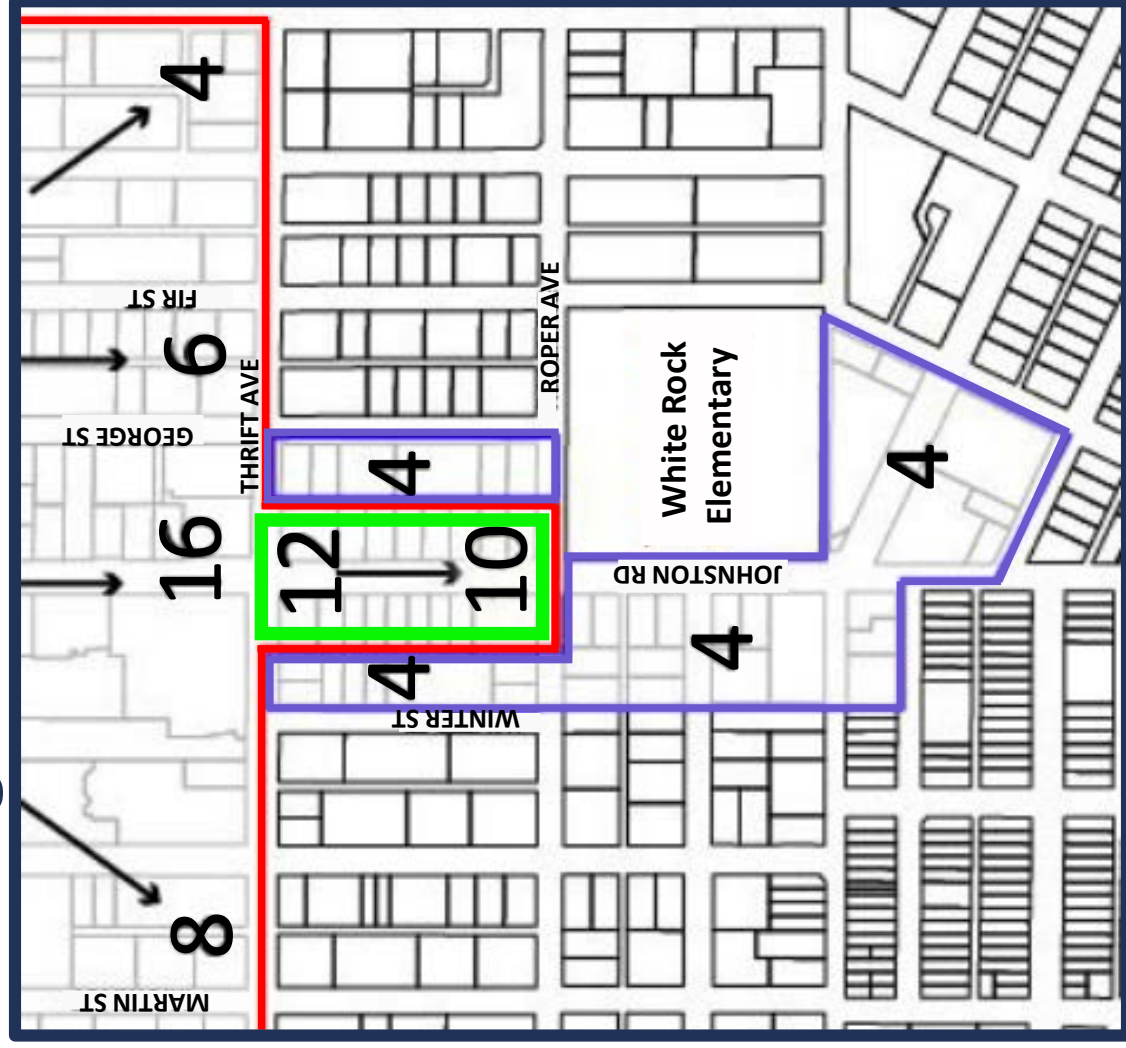 MARTIN ST
GEORGE ST
FIR ST
8
16
6
4
THRIFT AVE
12
4
4
WINTER ST
10
ROPER AVE
JOHNSTON RD
White Rock
Elementary
4
4